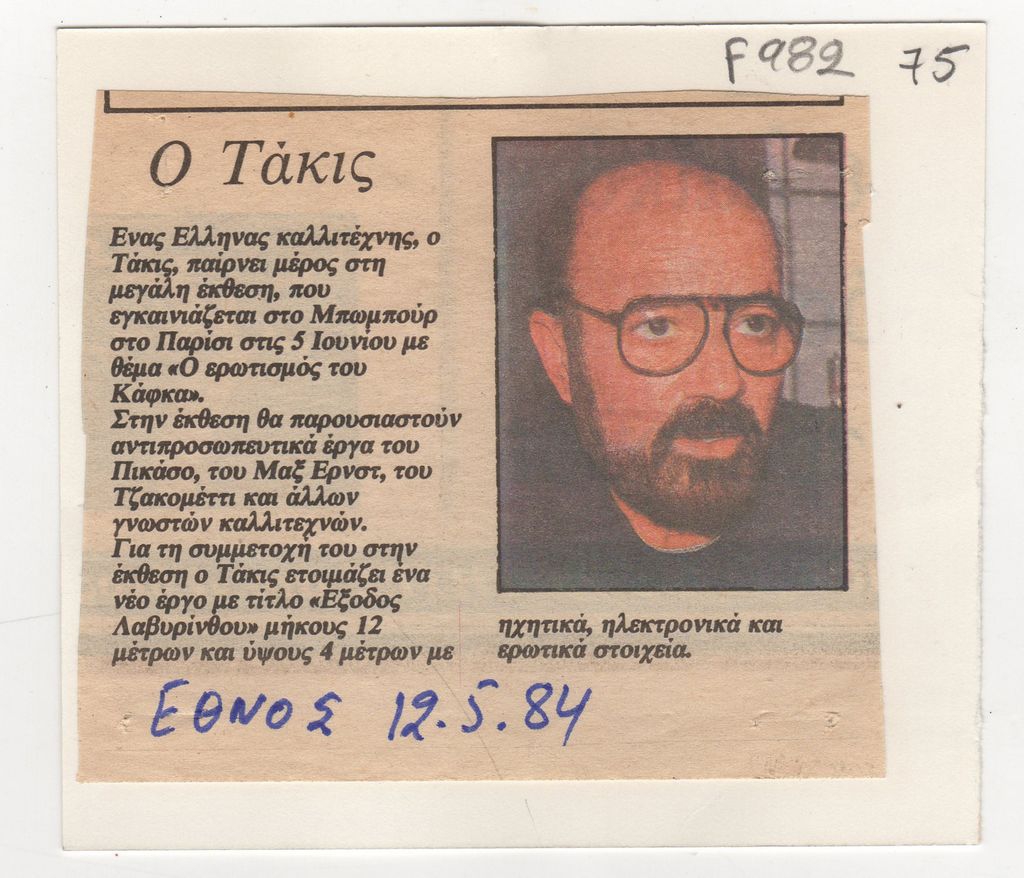 F982 75
Ο Τάκις
Ενας Ελληνας καλλιτέχνης, ο
Τάκις, παίρνει μέρος στη
μεγάλη έκθεση, που
εγκαινιάζεται στο Μπωμπούρ
στο Παρίσι στις 5 Ιουνίου με
θέμα «Ο ερωτισμός του
Κάφκα».
Στην έκθεση θα παρουσιαστούν
αντιπροσωπευτικά έργα του
Πικάσο, του Μαξ Ερνστ, του
Τζακομέττι και άλλων
γνωστών καλλιτεχνών.
Για τη συμμετοχή του στην
έκθεση ο Τάκις ετοιμάζει ένα
νέο έργο με τίτλο «Εξοδος
Λαβυρίνθου» μήκους 12
μέτρων και ύψους 4 μέτρων με
ηχητικά, ηλεκτρονικά και
ερωτικά στοιχεία.
ΕΘΝΟΣ 12.5.84